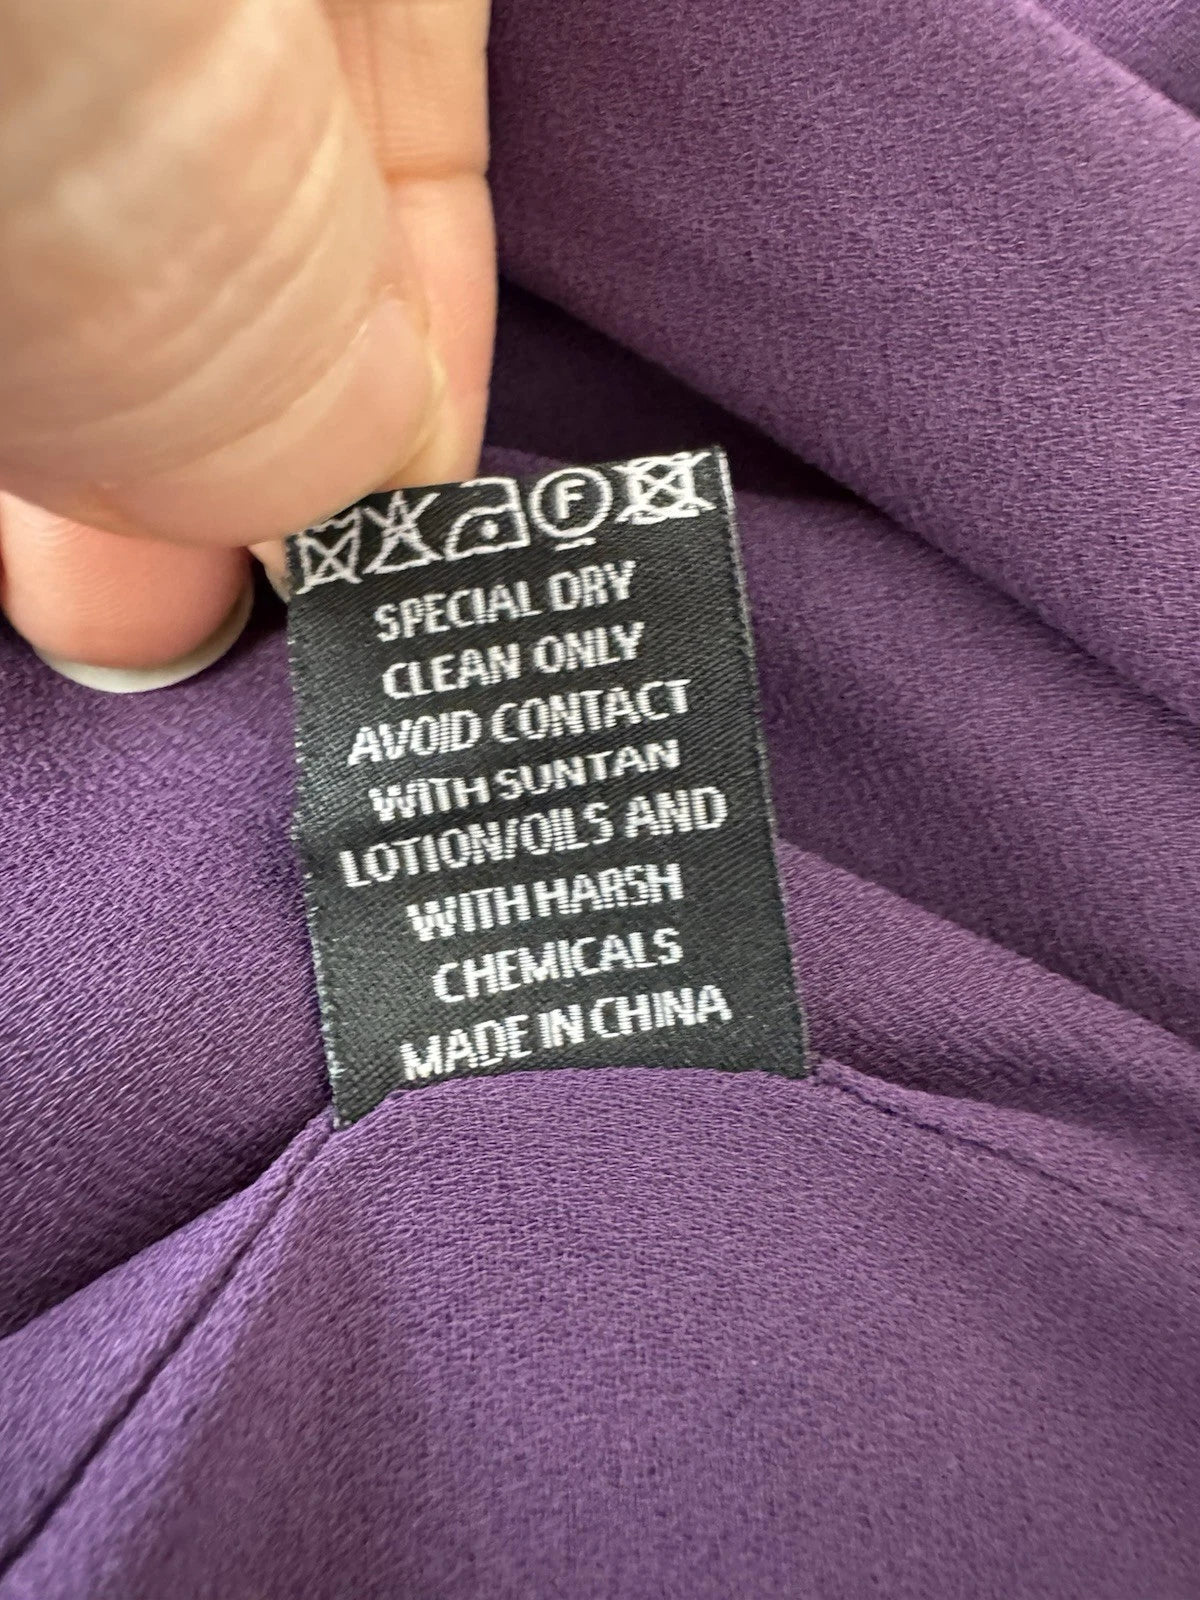 F
SPECIAL DRY
CLEAN ONLY
AVOID CONTACT
WITH SUNTAN
LOTION/OILS AND
WITH HARSH
CHEMICALS
MADE IN CHINA